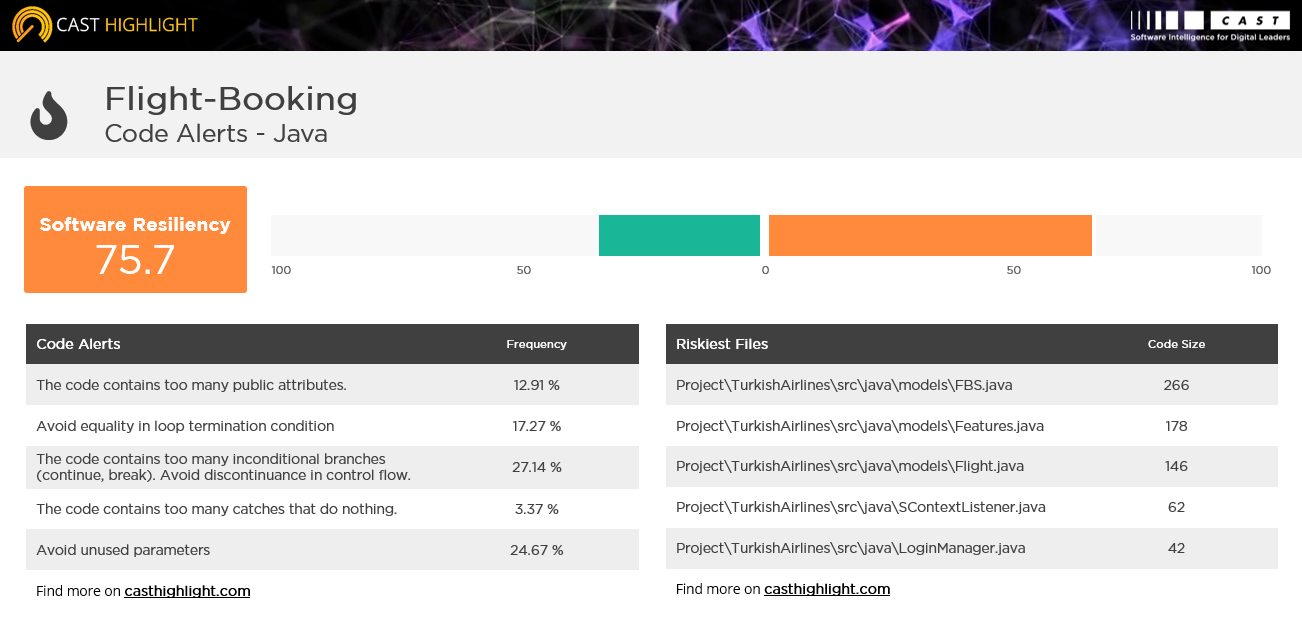 CAST HIGHLIGHT
CAST
Software Intelligence for Digital Leaders
Flight-Booking
Code Alerts - Java
Software Resiliency
75.7
100 50 0 50 100
Code Alerts Frequency
The code contains too many public attributes. 12.91 %
Avoid equality in loop termination condition 17.27 %
The code contains too many inconditional branches
(continue, break). Avoid discontinuance in control flow. 27.14 %
The code contains too many catches that do nothing. 3.37 %
Avoid unused parameters 24.67 %
Find more on casthighlight.com
Riskiest Files Code Size
Project\TurkishAirlines\src\java\models\FBS.java 266
Project\TurkishAirlines\src\java\models\Features.java 178
Project\TurkishAirlines\src\java\models\Flight.java 146
Project\TurkishAirlines\src\java\SContextListener.java 62
Project\TurkishAirlines\src\java\LoginManager.java 42
Find more on casthighlight.com